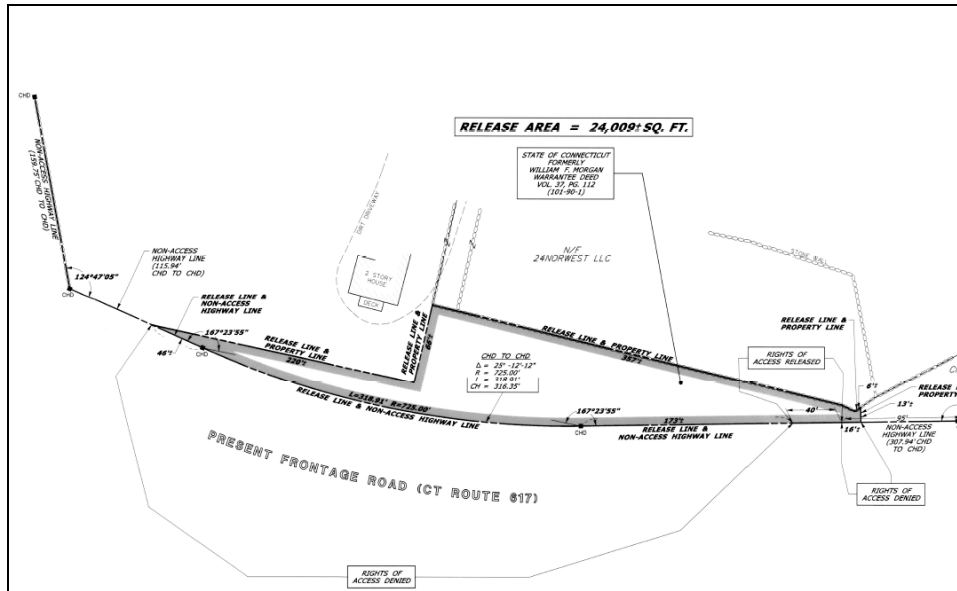 RELEASE AREA = 24,009± SQ. FT.
STATE OF CONNECTICUT
FORMERLY
WILLIAM F. MORGAN
WARRANTEE DEED
VOL. 37, PG. 112
(101-90-1)
CHD
NON-ACCESS HIGHWAY LINE
(159.75' CHD TO CHD)
124°47'05"
CHD
NON-ACCESS
HIGHWAY LINE
(115.94'
CHD TO CHD)
DIRT DRIVEWAY
2 STORY
HOUSE
DECK
N/F
24NORWEST LLC
STONE WALL
RELEASE LINE &
NON-ACCESS
HIGHWAY LINE
167°23'55"
46'±
CHD
RELEASE LINE &
PROPERTY LINE
220'±
RELEASE LINE &
PROPERTY LINE
66'±
RELEASE LINE & PROPERTY LINE
357'±
RELEASE LINE &
PROPERTY LINE
RIGHTS OF
ACCESS RELEASED
6'±
RELEASE
PROPERTY
13'±
CHD TO CHD
Δ = 25°-12'-12"
R = 725.00'
L = 318.91'
CH = 316.35'
L=318.91' R=725.00'
RELEASE LINE & NON-ACCESS HIGHWAY LINE
167°23'55"
CHD
173'±
RELEASE LINE &
NON-ACCESS HIGHWAY LINE
40'
16'±
95'
NON-ACCESS
HIGHWAY LINE
(307.94' CHD
TO CHD)
PRESENT FRONTAGE ROAD (CT ROUTE 617)
RIGHTS OF
ACCESS DENIED
RIGHTS OF
ACCESS DENIED